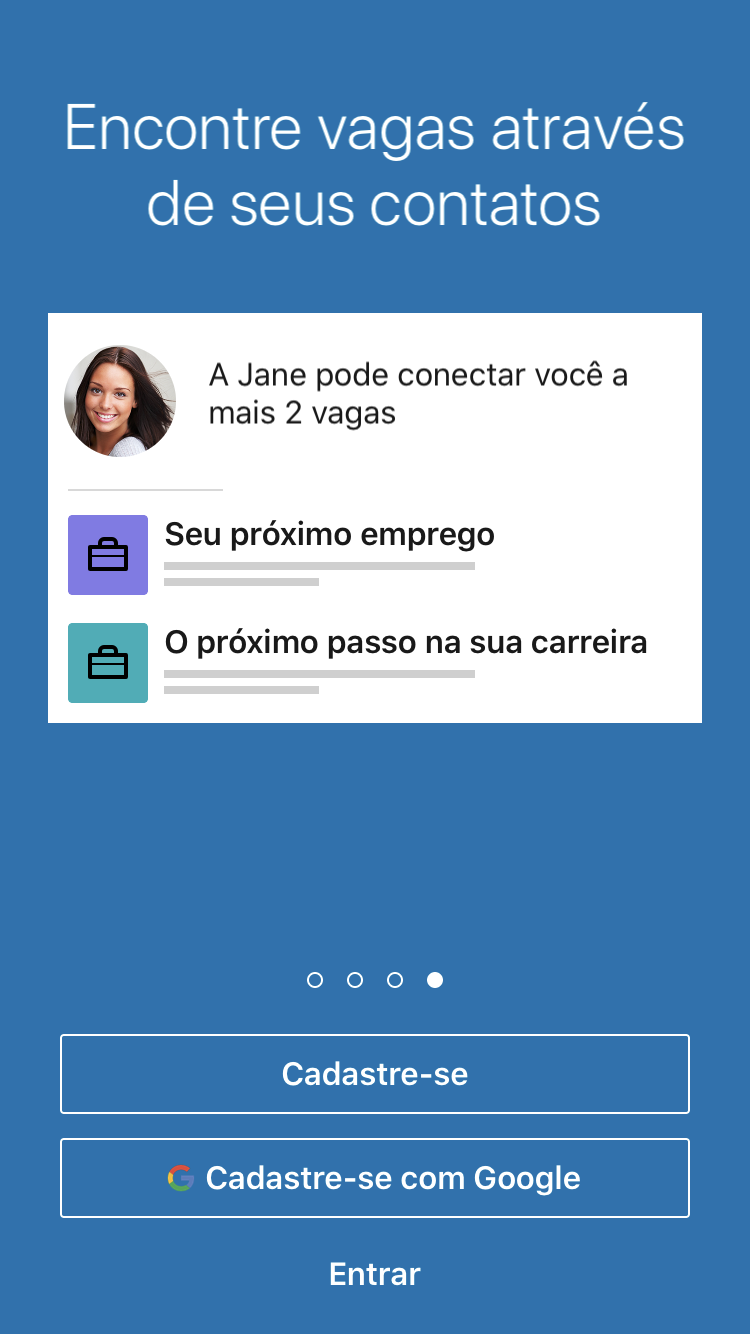 Encontre vagas através
de seus contatos
A Jane pode conectar você a
mais 2 vagas
Seu próximo emprego
O próximo passo na sua carreira
Cadastre-se
Cadastre-se com Google
Entrar